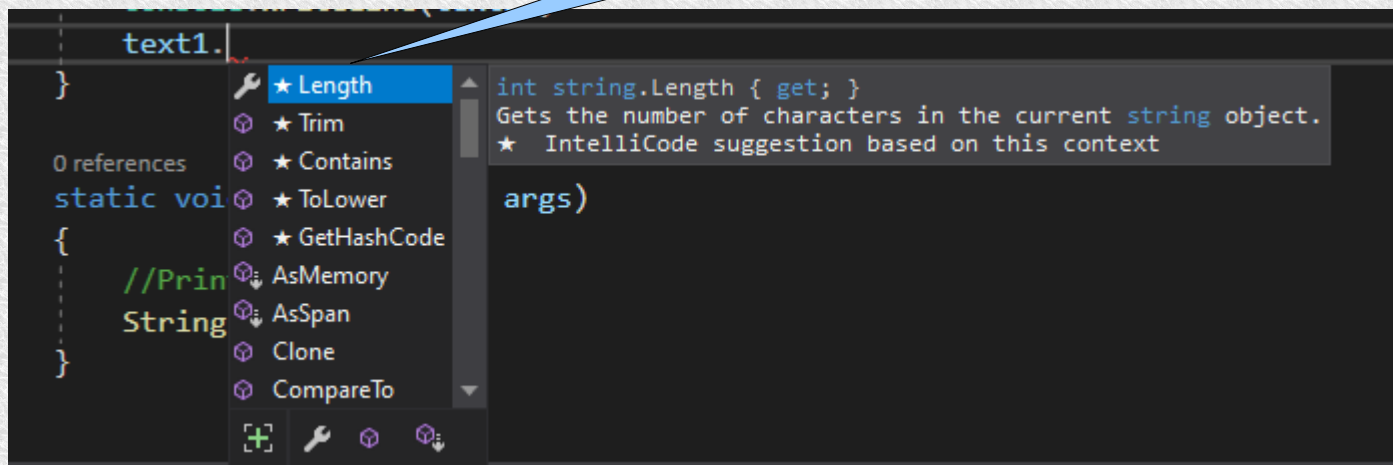 text1.
}
★ Length
★ Trim
★ Contains
★ ToLower
★ GetHashCode
AsMemory
AsSpan
Clone
CompareTo
int string.Length { get; }
Gets the number of characters in the current string object.
★ IntelliCode suggestion based on this context
0 references
static voi args)
{
//Prin
String
}